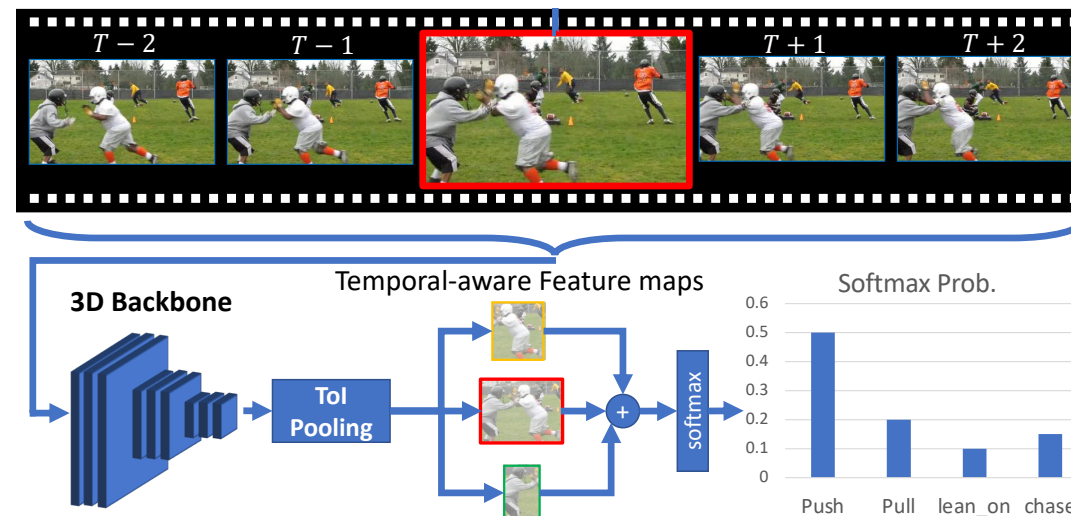 T − 2
T − 1
T + 1
T + 2
Temporal-aware Feature maps
Softmax Prob.
3D Backbone
0.6
0.5
0.4
0.3
0.2
0.1
0
ToI
Pooling
+
softmax
Push Pull lean_on chase